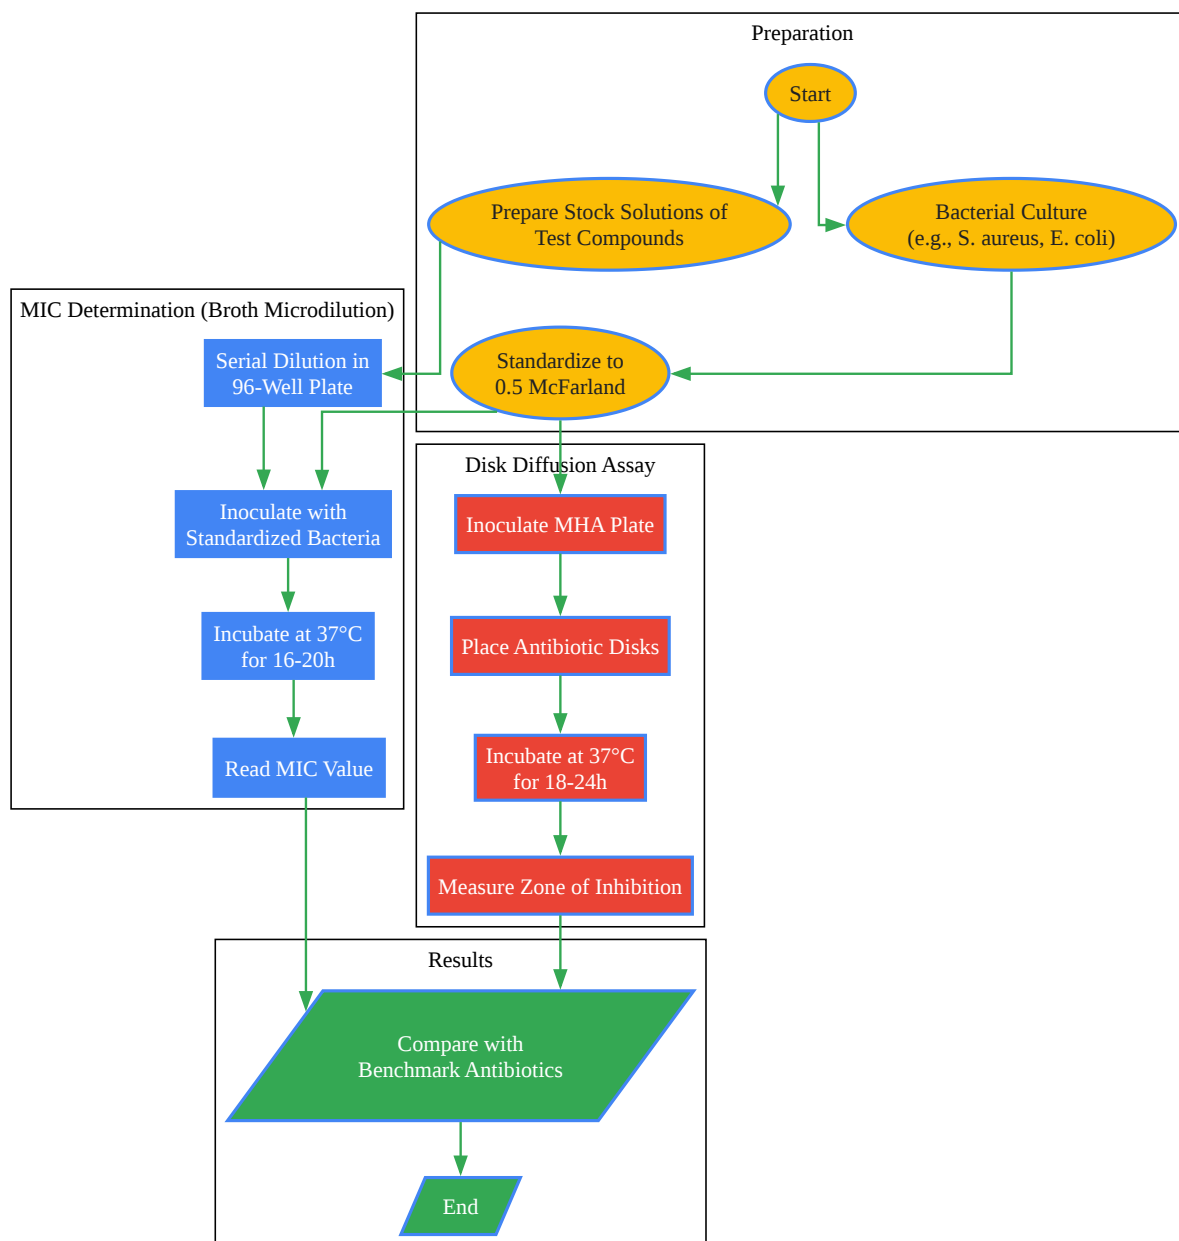 Preparation
Start
Prepare Stock Solutions of
Test Compounds
Bacterial Culture
(e.g., S. aureus, E. coli)
Standardize to
0.5 McFarland
MIC Determination (Broth Microdilution)
Serial Dilution in
96-Well Plate
Inoculate with
Standardized Bacteria
Incubate at 37°C
for 16-20h
Read MIC Value
Disk Diffusion Assay
Inoculate MHA Plate
Place Antibiotic Disks
Incubate at 37°C
for 18-24h
Measure Zone of Inhibition
Results
Compare with
Benchmark Antibiotics
End